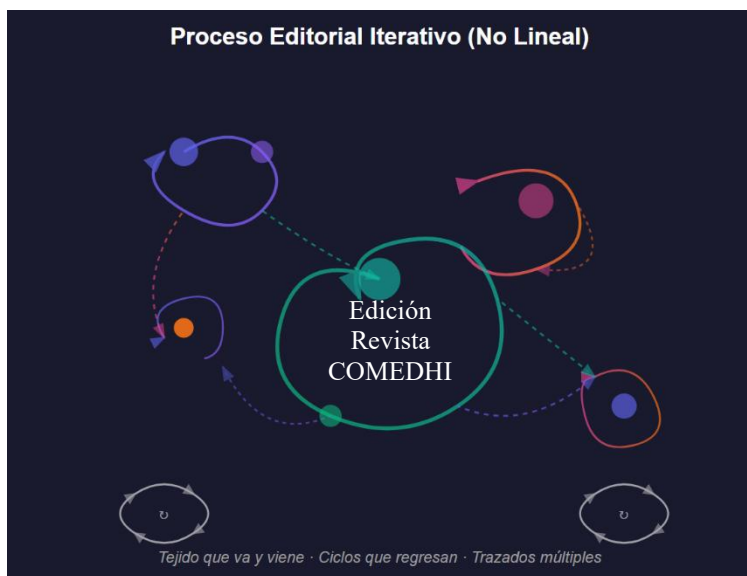 Proceso Editorial Iterativo (No Lineal)
Edición
Revista
COMEDHI
↻
↻
Tejido que va y viene · Ciclos que regresan · Trazados múltiples